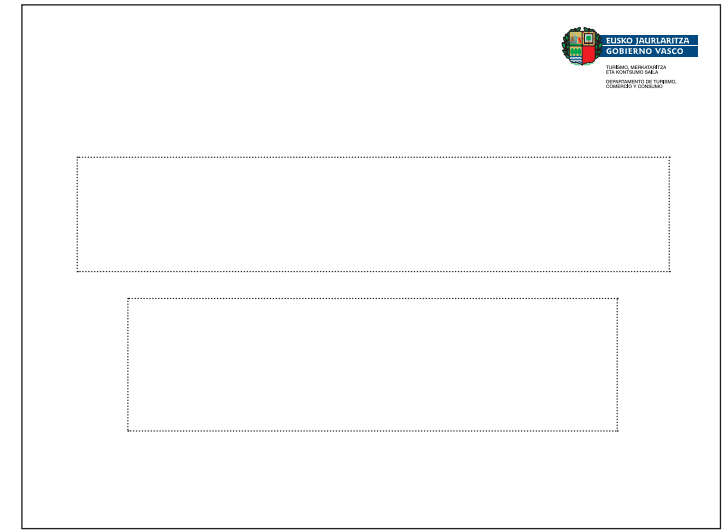 EUSKO JAURLARITZA
GOBIERNO VASCO
TURISMO, MERKATARITZA
ETA KONTSUMO SAILA
DEPARTAMENTO DE TURISMO,
COMERCIO Y CONSUMO